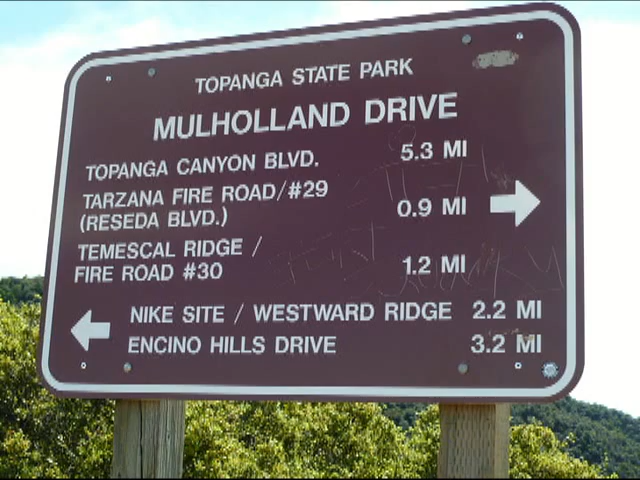 TOPANGA STATE PARK
MULHOLLAND DRIVE
TOPANGA CANYON BLVD. 5.3 MI
TARZANA FIRE ROAD/#29
(RESEDA BLVD.) 0.9 MI
TEMESCAL RIDGE /
FIRE ROAD #30 1.2 MI
NIKE SITE / WESTWARD RIDGE 2.2 MI
ENCINO HILLS DRIVE 3.2 MI